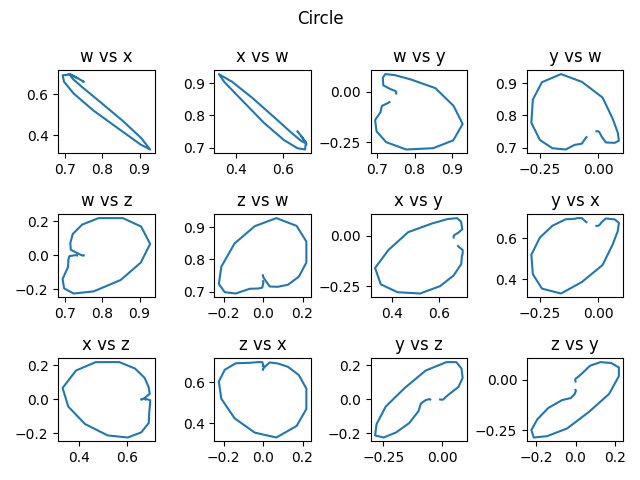 Circle
w vs x
x vs w
w vs y
y vs w
0.6
0.4
0.7 0.8 0.9
0.9
0.8
0.7
0.4 0.6
0.00
−0.25
0.7 0.8 0.9
0.9
0.8
0.7
−0.25 0.00
w vs z
z vs w
x vs y
y vs x
0.2
0.0
−0.2
0.7 0.8 0.9
0.9
0.8
0.7
−0.2 0.0 0.2
0.00
−0.25
0.4 0.6
0.6
0.4
−0.25 0.00
x vs z
z vs x
y vs z
z vs y
0.2
0.0
−0.2
0.4 0.6
0.6
0.4
−0.2 0.0 0.2
0.2
0.0
−0.2
−0.25 0.00
0.00
−0.25
−0.2 0.0 0.2